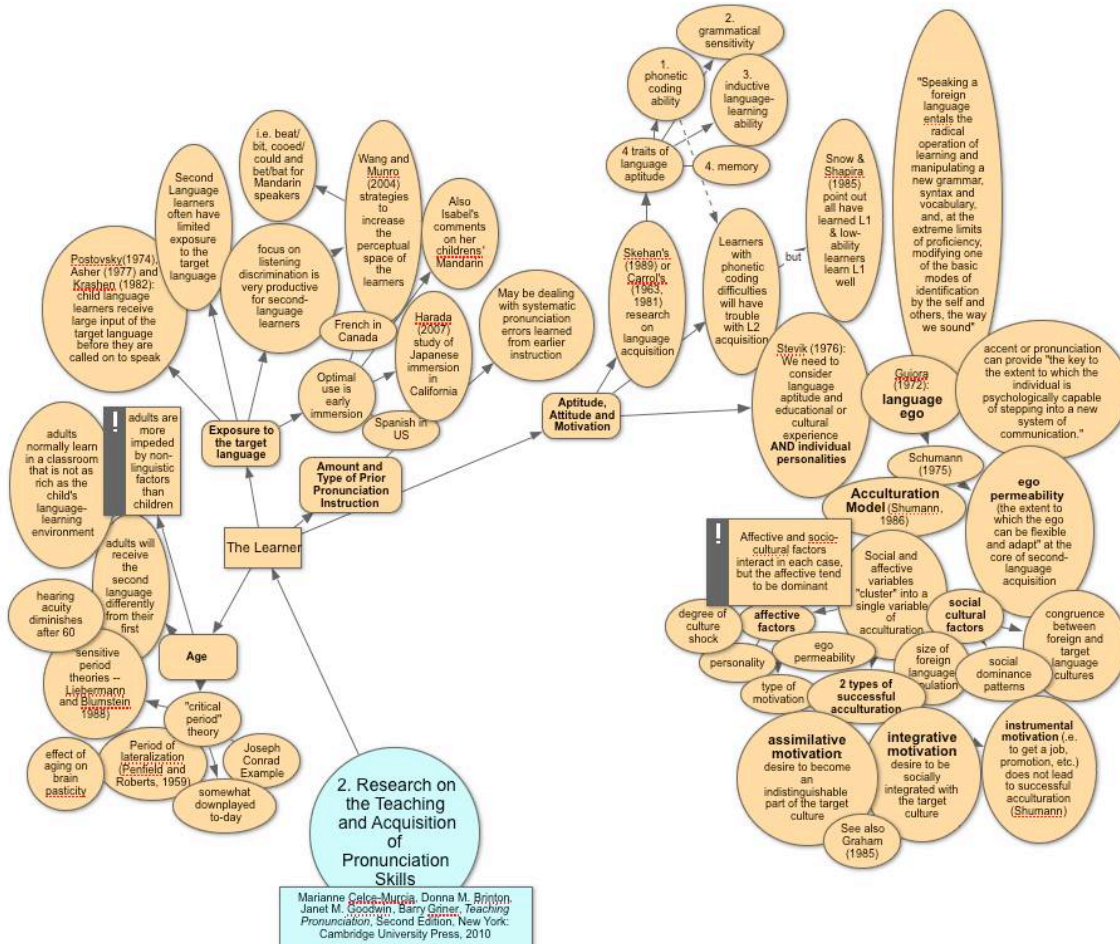 2.
grammatical
sensitivity
1.
phonetic
coding
ability
3.
inductive
language-
learning
ability
4 traits of
language
aptitude
4. memory
"Speaking a
foreign
language
entals the
radical
operation of
learning and
manipulating
a new
grammar,
syntax and
vocabulary,
and, at the
extreme limits
of proficiency,
modifying one
of the basic
modes of
identification
by the self and
others, the way
we sound"
i.e. beat/
bit, cooed/
could and
bet/bat for
Mandarin
speakers
Wang and
Munro
(2004)
strategies
to
increase
the
perceptual
space of
the
learners
Second
Language
learners
often have
limited
exposure
to the
target
language
Also
Isabel's
comments
on her
childrens'
Mandarin
Snow &
Shapira
(1985)
point out
all have
learned L1
& low-
ability
learners
learn L1
well
but
Postovsky(1974),
Asher (1977) and
Krashen (1982):
child language
learners receive
large input of the
target language
before they are
called on to speak
focus on
listening
discrimination is
very productive
for second-
language
learners
Skehan's
(1989) or
Carrol's
(1963,
1981)
research
on
language
acquisition
Learners
with
phonetic
coding
difficulties
will have
trouble
with L2
acquisition
French in
Canada
Harada
(2007)
study of
Japanese
immersion
in
California
May be dealing
with systematic
pronunciation
errors learned
from earlier
instruction
Optimal
use is
early
immersion
Spanish in
US
Stevik (1976):
We need to
consider
language
aptitude and
educational or
cultural
experience
AND individual
personalities
Guiora
(1972):
language
ego
accent or pronunciation
can provide "the key to
the extent to which the
individual is
psychologically capable
of stepping into a new
system of
communication."
Aptitude,
Attitude and
Motivation
Exposure to
the target
language
!
adults are
more
impeded
by non-
linguistic
factors
than
children
adults
normally learn
in a classroom
that is not as
rich as the
child's
language-
learning
environment
Amount and
Type of Prior
Pronunciation
Instruction
Schumann
(1975)
ego
permeability
(the extent to
which the ego
can be flexible
and adapt" at the
core of second-
language
acquisition
Acculturation
Model (Shumann,
1986)
The Learner
!
Affective and socio-
cultural factors
interact in each case,
but the affective tend
to be dominant
Social and
affective
variables
"cluster" into a
single variable
of
acculturation
adults will
receive the
second
language
differently
from their
first
hearing
acuity
diminishes
after 60
Age
degree of
culture
shock
affective
factors
social
cultural
factors
congruence
between
foreign and
target
language
cultures
personality
ego
permeability
size of
foreign
language
social
dominance
patterns
type of
motivation
2 types of
successful
acculturation
sensitive
period
theories --
Liebermann
and Blumstein
1988)
"critical
period"
theory
effect of
aging on
brain
pasticity
Period of
lateralization
(Penfield and
Roberts, 1959)
Joseph
Conrad
Example
somewhat
downplayed
to-day
assimilative
motivation
desire to become
an
indistinguishable
part of the target
culture
integrative
motivation
desire to be
socially
integrated with
the target
culture
instrumental
motivation (i.e.
to get a job,
promotion, etc.)
does not lead
to successful
acculturation
(Shumann)
See also
Graham
(1985)
2. Research on
the Teaching
and Acquisition
of
Pronunciation
Skills
Marianne Celce-Murcia, Donna M. Brinton,
Janet M. Goodwin, Barry Griner, Teaching
Pronunciation, Second Edition, New York:
Cambridge University Press, 2010